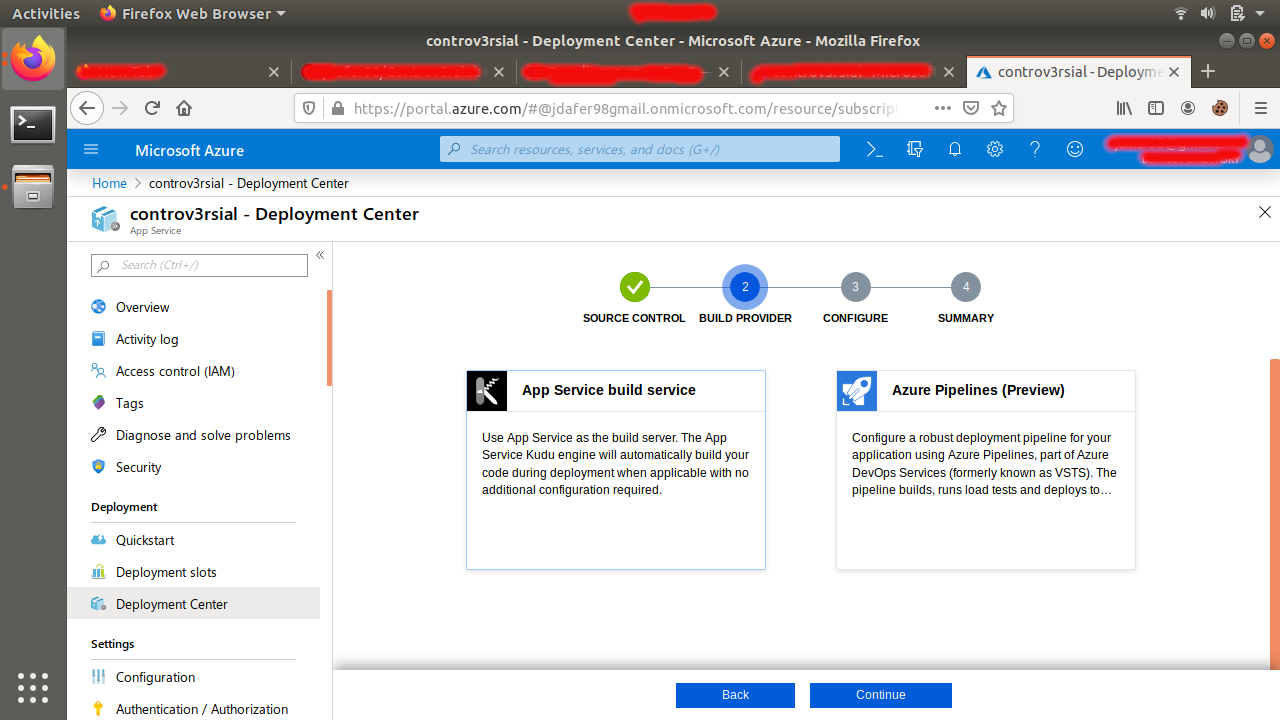 Activities Firefox Web Browser
controv3rsial - Deployment Center - Microsoft Azure - Mozilla Firefox
controv3rsial - Deployme
https://portal.azure.com/#@jdafer98gmail.onmicrosoft.com/resource/subscript
Microsoft Azure
Search resources, services, and docs (G+/)
Home > controv3rsial - Deployment Center
controv3rsial - Deployment Center
App Service
Search (Ctrl+/)
Overview
Activity log
Access control (IAM)
Tags
Diagnose and solve problems
Security
Deployment
Quickstart
Deployment slots
Deployment Center
Settings
Configuration
Authentication / Authorization
2 3 4
SOURCE CONTROL BUILD PROVIDER CONFIGURE SUMMARY
App Service build service
Use App Service as the build server. The App
Service Kudu engine will automatically build your
code during deployment when applicable with no
additional configuration required.
Azure Pipelines (Preview)
Configure a robust deployment pipeline for your
application using Azure Pipelines, part of Azure
DevOps Services (formerly known as VSTS). The
pipeline builds, runs load tests and deploys to...
Back Continue